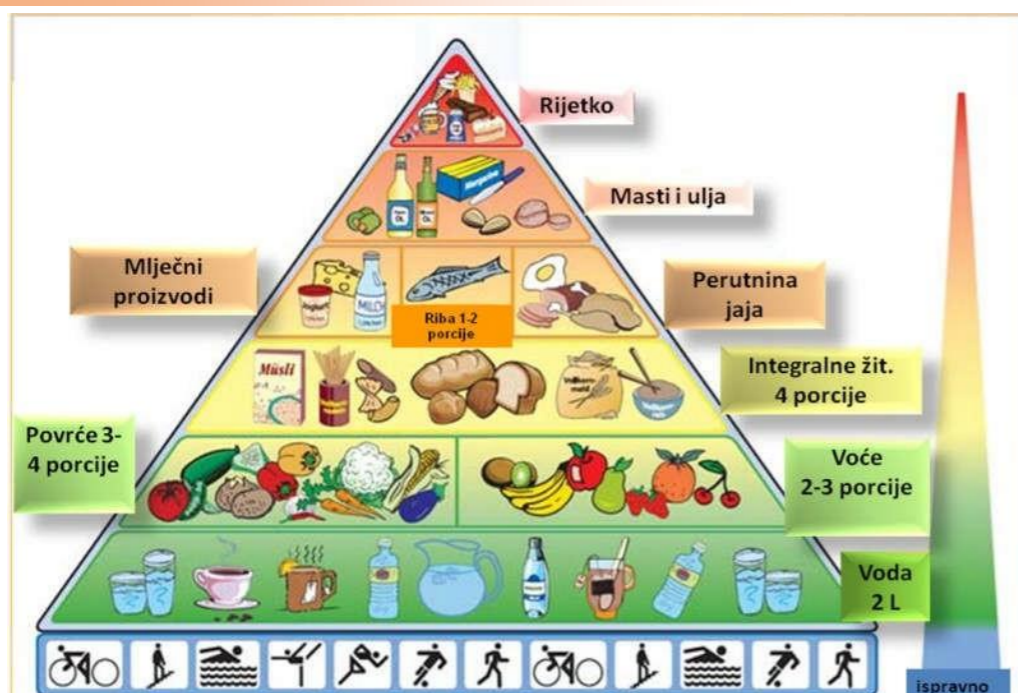 Rijetko
Masti i ulja
Margarine
Mlječni
proizvodi
Joghurt
MILCH
Riba 1-2
porcije
Perutnina
jaja
Müsli
Integralne žit.
4 porcije
Povrće 3-
4 porcije
Voće
2-3 porcije
Voda
2 L
ispravno